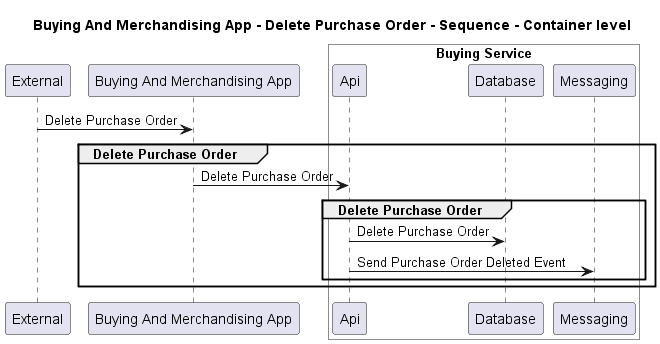 Buying And Merchandising App - Delete Purchase Order - Sequence - Container level
Buying Service
External
Buying And Merchandising App
Api
Database
Messaging
Delete Purchase Order
Delete Purchase Order
Delete Purchase Order
Delete Purchase Order
Delete Purchase Order
Send Purchase Order Deleted Event
External
Buying And Merchandising App
Api
Database
Messaging